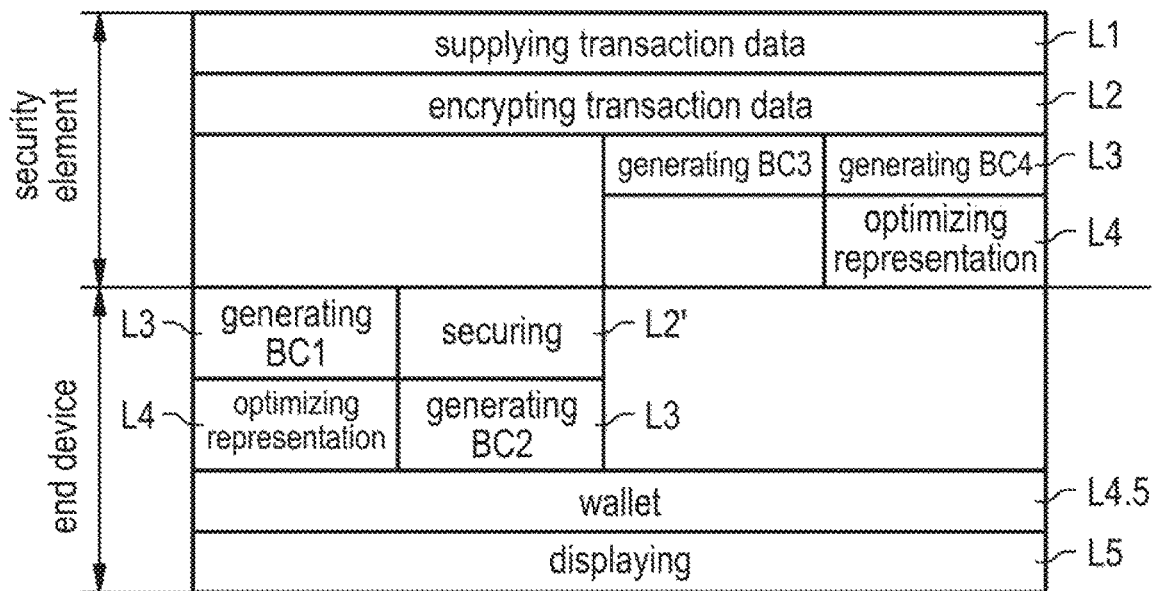 supplying transaction data L1
encrypting transaction data L2
security
element
generating BC3 generating BC4 L3
optimizing
representation L4
L3 generating
BC1 securing L2'
end device
L4 optimizing
representation generating
BC2 L3
wallet L4.5
displaying L5